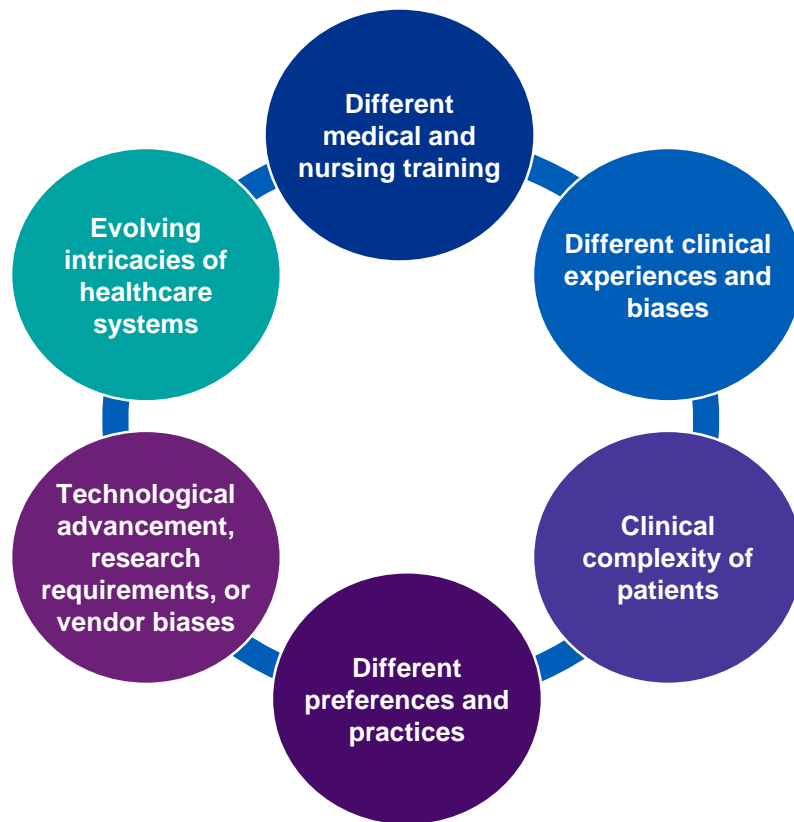 Different
medical and
nursing training
Different clinical
experiences and
biases
Clinical
complexity of
patients
Different
preferences and
practices
Technological
advancement,
research
requirements, or
vendor biases
Evolving
intricacies of
healthcare
systems